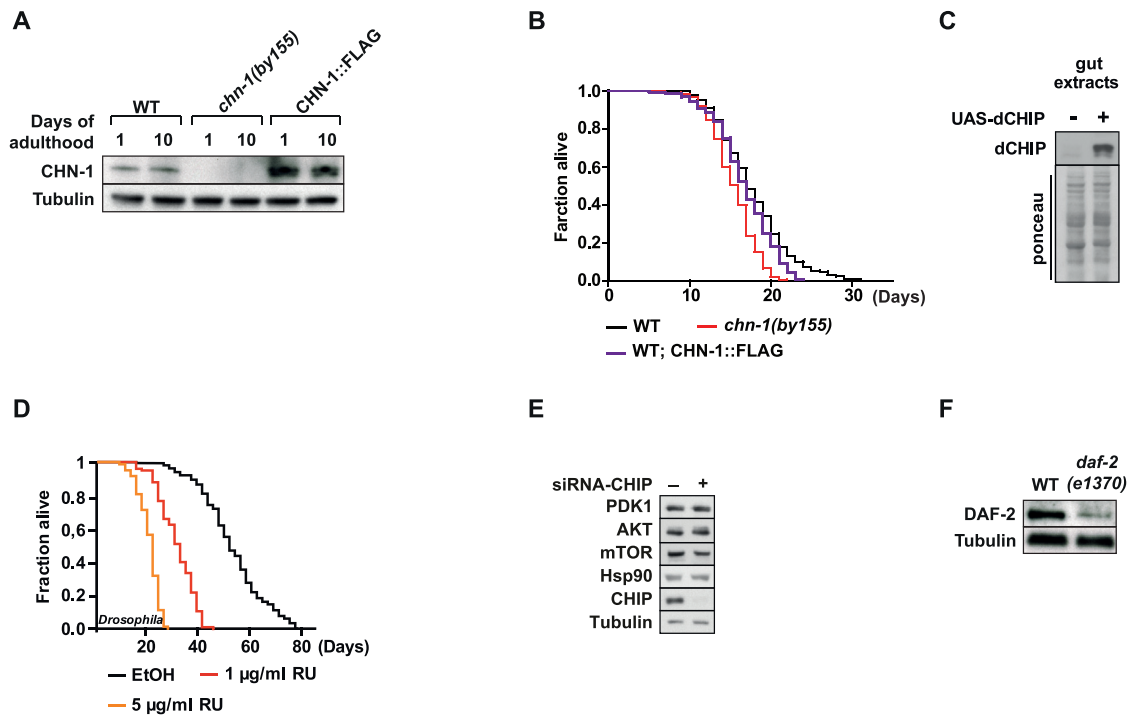 A
WT
chn-1(by155)
CHN-1::FLAG
Days of
adulthood
1 10 1 10 1 10
CHN-1
Tubulin
B
Farction alive
1.0
0.8
0.6
0.4
0.2
0.0
0 10 20 30 (Days)
WT chn-1(by155)
WT; CHN-1::FLAG
C
gut
extracts
UAS-dCHIP - +
dCHIP
ponceau
D
Fraction alive
1
0.8
0.6
0.4
0.2
0.0
Drosophila
20 40 60 80 (Days)
EtOH 1 µg/ml RU
5 µg/ml RU
E
siRNA-CHIP – +
PDK1
AKT
mTOR
Hsp90
CHIP
Tubulin
F
daf-2
WT (e1370)
DAF-2
Tubulin